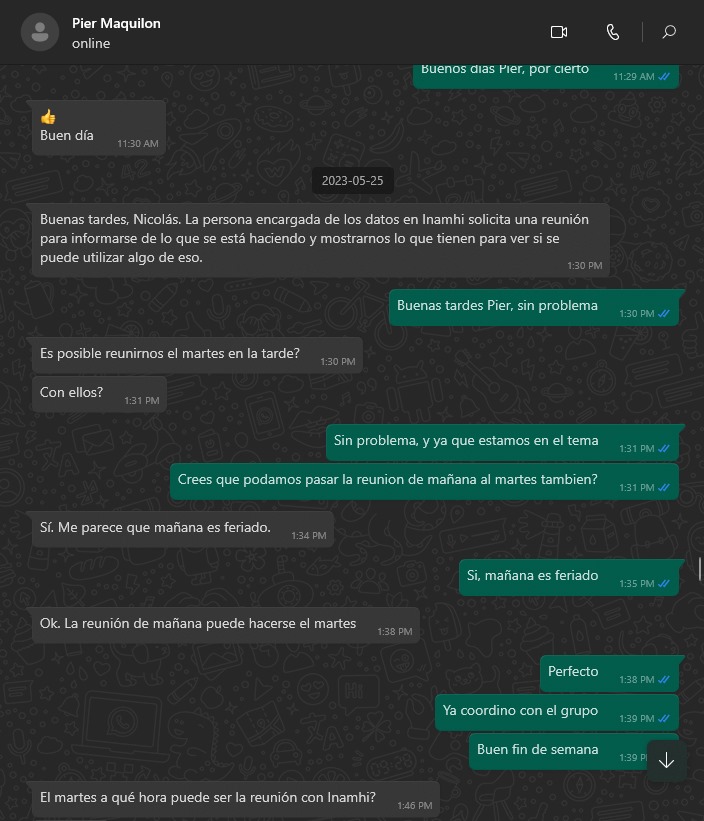 Pier Maquilon
online
Buenos días Pier, por cierto
11:29 AM
👍
Buen día
11:30 AM
2023-05-25
Buenas tardes, Nicolás. La persona encargada de los datos en Inamhi solicita una reunión
para informarse de lo que se está haciendo y mostrarnos lo que tienen para ver si se
puede utilizar algo de eso.
1:30 PM
Buenas tardes Pier, sin problema
1:30 PM
Es posible reunirnos el martes en la tarde?
1:30 PM
Con ellos?
1:31 PM
Sin problema, y ya que estamos en el tema
1:31 PM
Crees que podamos pasar la reunion de mañana al martes tambien?
1:31 PM
Sí. Me parece que mañana es feriado.
1:34 PM
Si, mañana es feriado
1:35 PM
Ok. La reunión de mañana puede hacerse el martes
1:38 PM
Perfecto
1:38 PM
Ya coordino con el grupo
1:39 PM
Buen fin de semana
1:39 P
El martes a qué hora puede ser la reunión con Inamhi?
1:46 PM